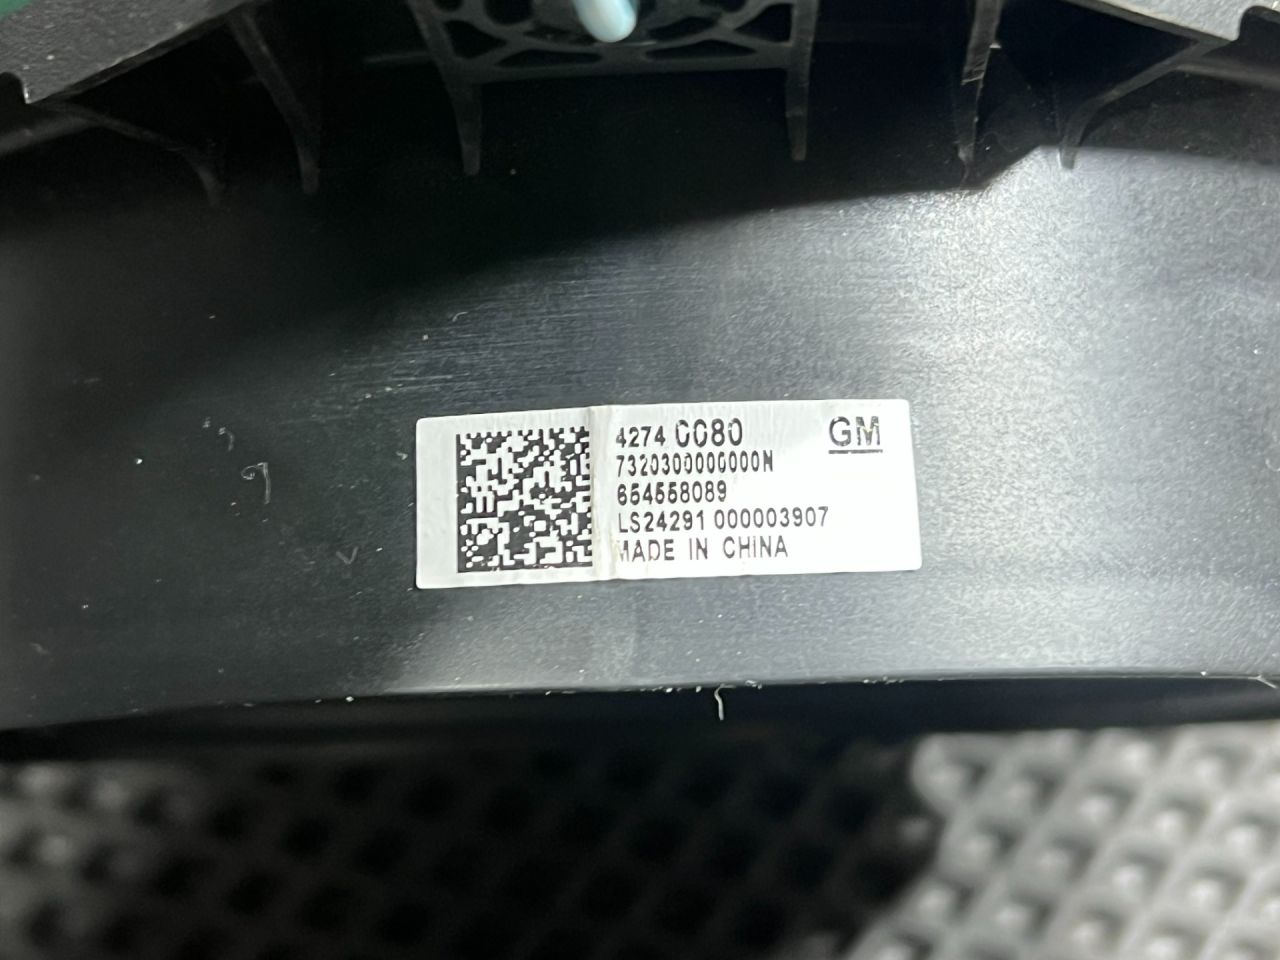 4274 0080 GM
7320300000000N
654558089
LS24291 000003907
MADE IN CHINA